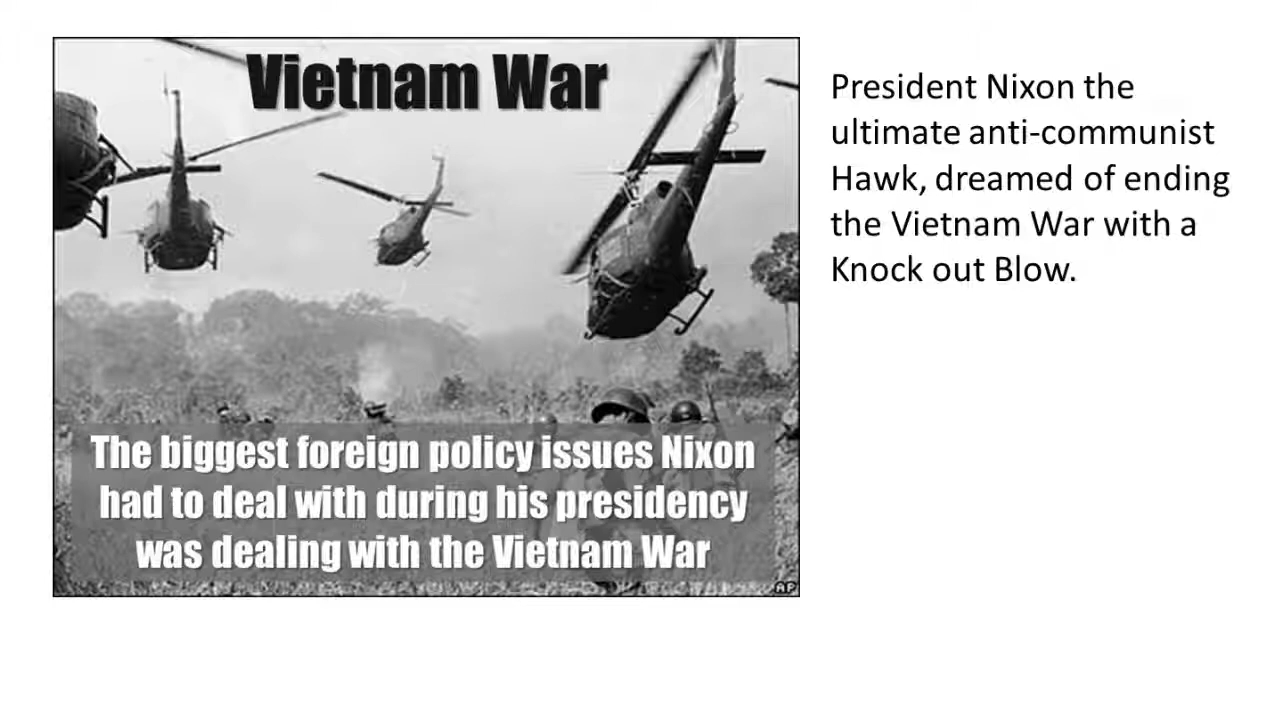 Vietnam War
The biggest foreign policy issues Nixon
had to deal with during his presidency
was dealing with the Vietnam War
AP
President Nixon the
ultimate anti-communist
Hawk, dreamed of ending
the Vietnam War with a
Knock out Blow.